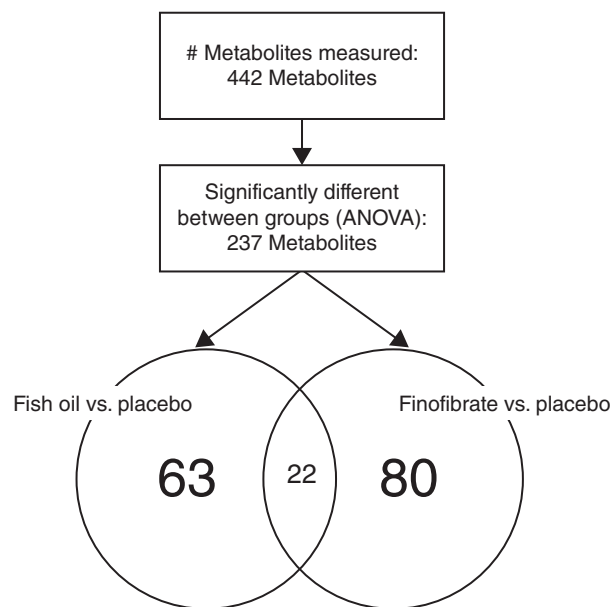 # Metabolites measured:
442 Metabolites
Significantly different
between groups (ANOVA):
237 Metabolites
Fish oil vs. placebo
Finofibrate vs. placebo
63
22
80